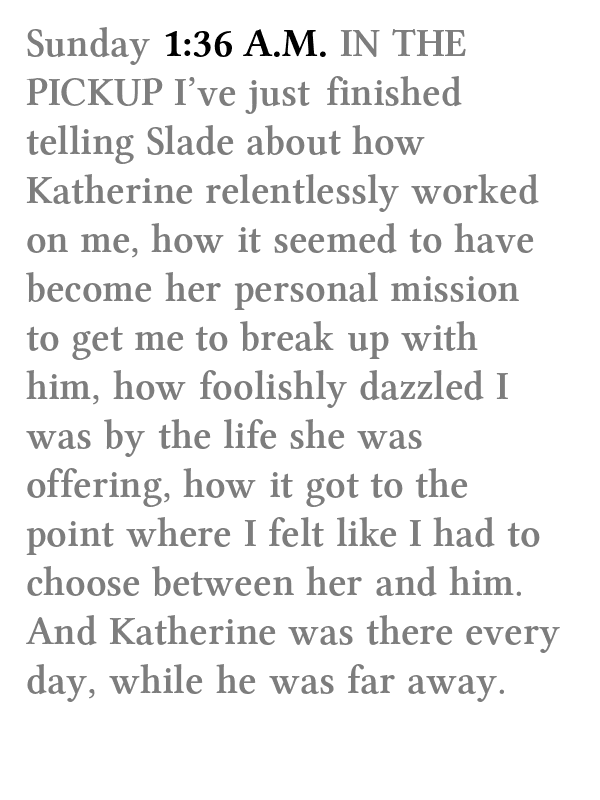 Sunday 1:36 A.M. IN THE
PICKUP I’ve just finished
telling Slade about how
Katherine relentlessly worked
on me, how it seemed to have
become her personal mission
to get me to break up with
him, how foolishly dazzled I
was by the life she was
offering, how it got to the
point where I felt like I had to
choose between her and him.
And Katherine was there every
day, while he was far away.